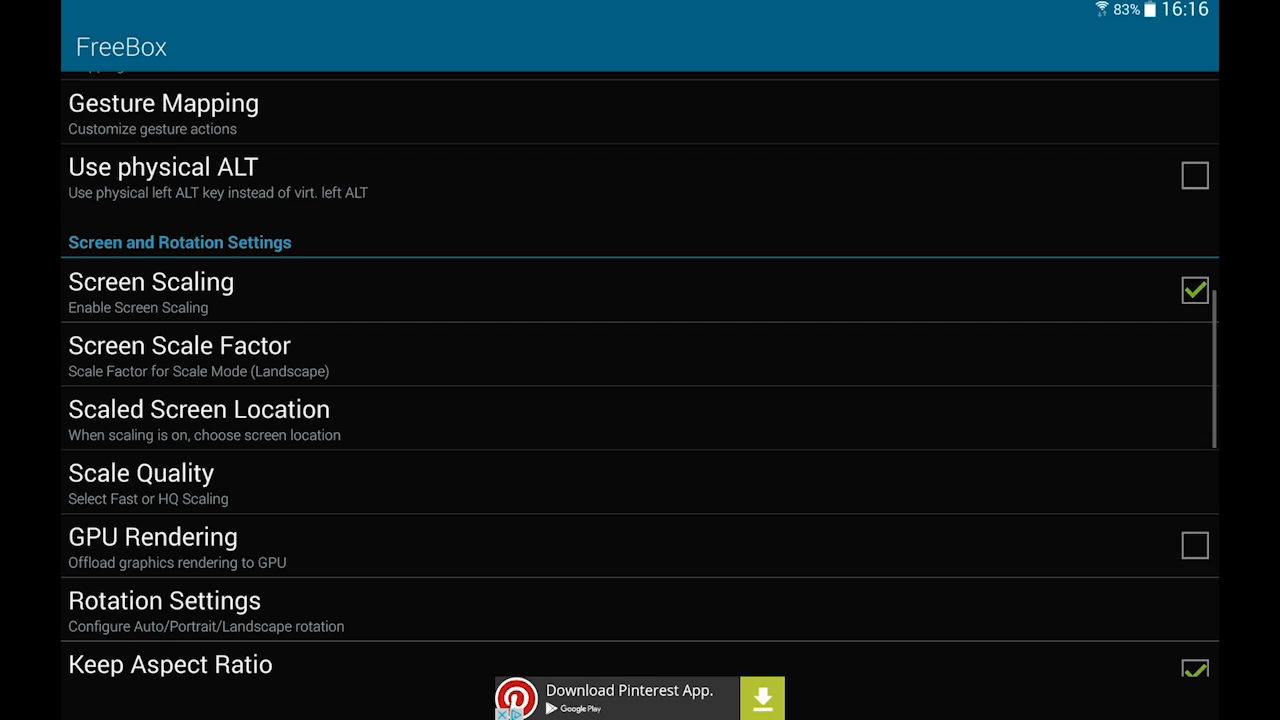 83% 16:16
FreeBox
Gesture Mapping
Customize gesture actions
Use physical ALT
Use physical left ALT key instead of virt. left ALT
Screen and Rotation Settings
Screen Scaling
Enable Screen Scaling
Screen Scale Factor
Scale Factor for Scale Mode (Landscape)
Scaled Screen Location
When scaling is on, choose screen location
Scale Quality
Select Fast or HQ Scaling
GPU Rendering
Offload graphics rendering to GPU
Rotation Settings
Configure Auto/Portrait/Landscape rotation
Keep Aspect Ratio
Download Pinterest App.
Google Play